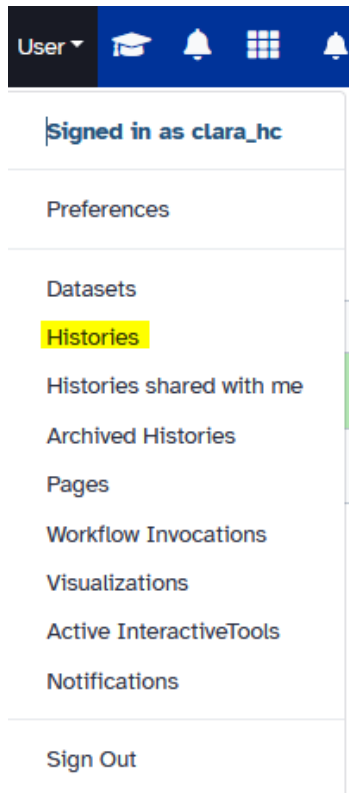 User
Signed in as clara_hc
Preferences
Datasets
Histories
Histories shared with me
Archived Histories
Pages
Workflow Invocations
Visualizations
Active InteractiveTools
Notifications
Sign Out